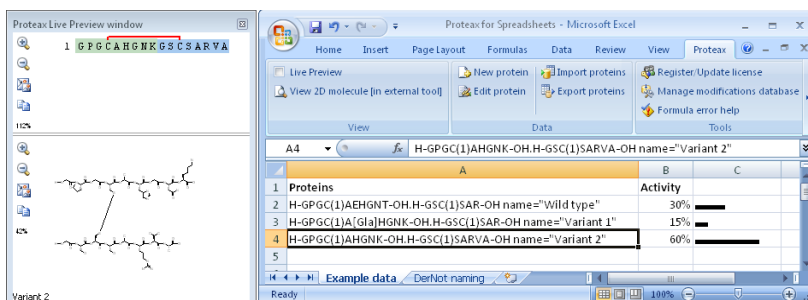 Proteax Live Preview window
1 GPGCAHGNKGSCSARVA
112%
42%
Variant 2
Proteax for Spreadsheets - Microsoft Excel
Home Insert Page Layout Formulas Data Review View Proteax
Live Preview New protein Import proteins Register/Update license
View 2D molecule [in external tool] Edit protein Export proteins Manage modifications database
Formula error help
View Data Tools
A4 fx H-GPGC(1)AHGNK-OH.H-GSC(1)SARVA-OH name="Variant 2"
A B C
1 Proteins Activity
2 H-GPGC(1)AEHGNT-OH.H-GSC(1)SAR-OH name="Wild type" 30%
3 H-GPGC(1)A[Gla]HGNK-OH.H-GSC(1)SAR-OH name="Variant 1" 15%
4 H-GPGC(1)AHGNK-OH.H-GSC(1)SARVA-OH name="Variant 2" 60%
5
Example data DerNot naming
Ready 100%